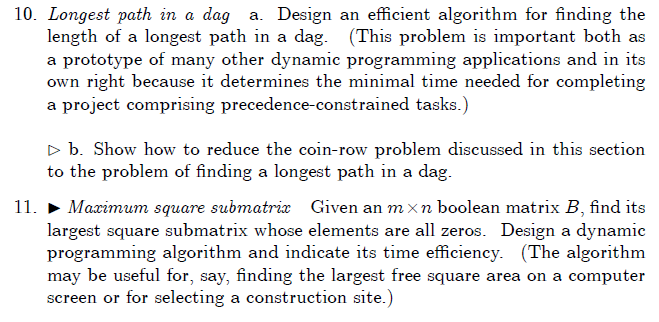 10. Longest path in a dag a. Design an efficient algorithm for finding the
length of a longest path in a dag. (This problem is important both as
a prototype of many other dynamic programming applications and in its
own right because it determines the minimal time needed for completing
a project comprising precedence-constrained tasks.)
▷ b. Show how to reduce the coin-row problem discussed in this section
to the problem of finding a longest path in a dag.
11. ► Maximum square submatrix Given an m×n boolean matrix B, find its
largest square submatrix whose elements are all zeros. Design a dynamic
programming algorithm and indicate its time efficiency. (The algorithm
may be useful for, say, finding the largest free square area on a computer
screen or for selecting a construction site.)